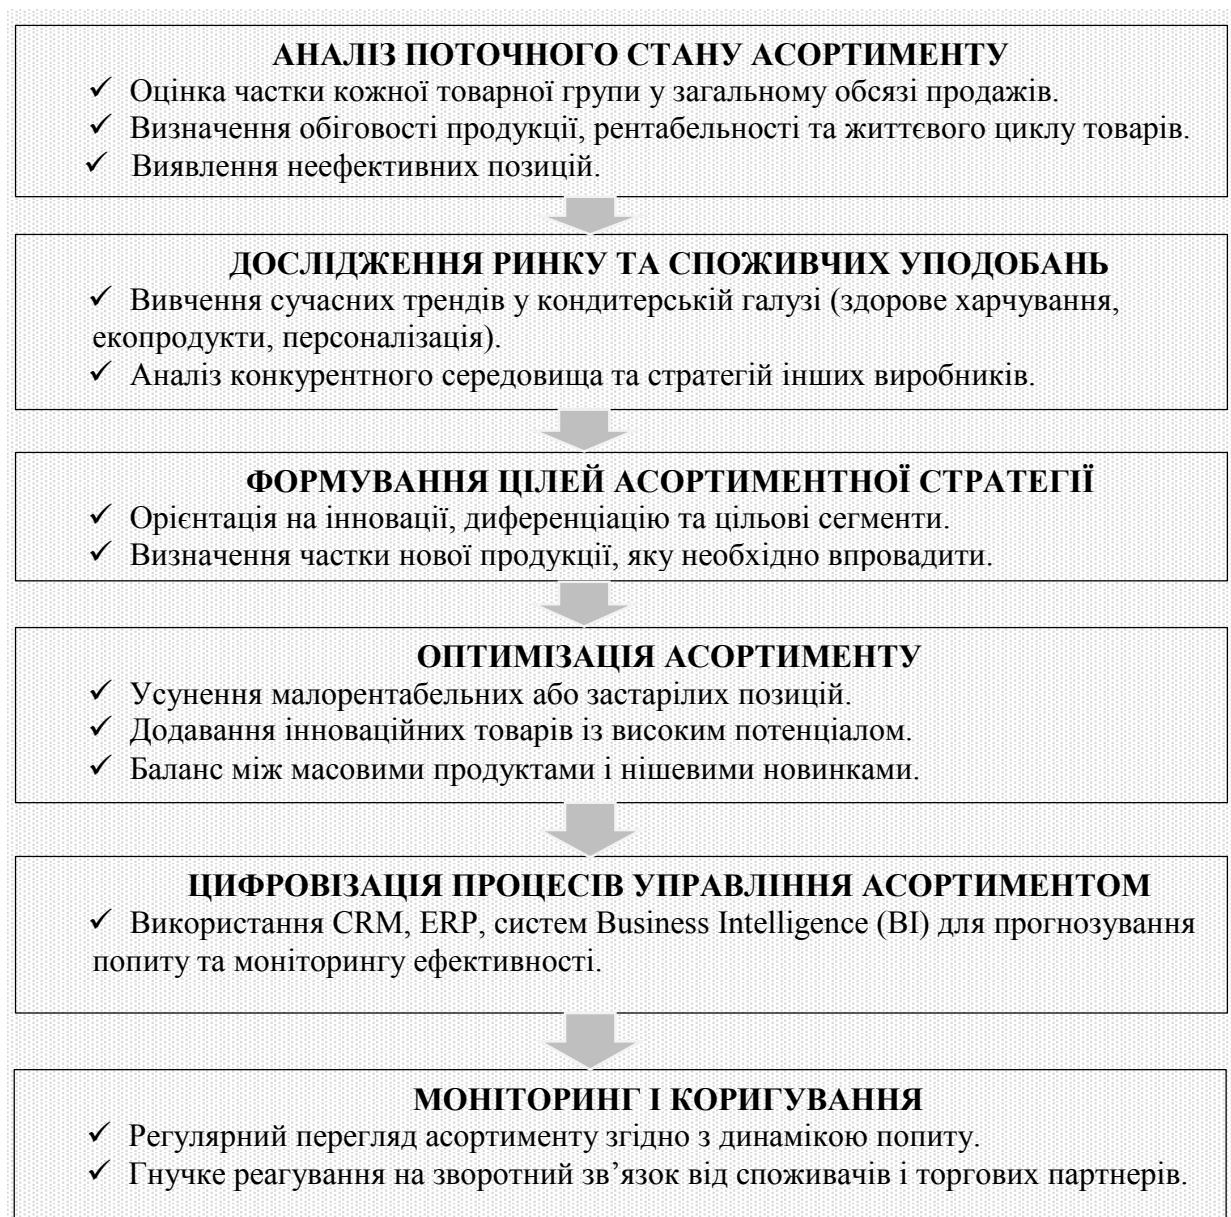 АНАЛІЗ ПОТОЧНОГО СТАНУ АСОРТИМЕНТУ
✓ Оцінка частки кожної товарної групи у загальному обсязі продажів.
✓ Визначення обіговості продукції, рентабельності та життєвого циклу товарів.
✓ Виявлення неефективних позицій.
ДОСЛІДЖЕННЯ РИНКУ ТА СПОЖИВЧИХ УПОДОБАНЬ
✓ Вивчення сучасних трендів у кондитерській галузі (здорове харчування,
екопродукти, персоналізація).
✓ Аналіз конкурентного середовища та стратегій інших виробників.
ФОРМУВАННЯ ЦІЛЕЙ АСОРТИМЕНТНОЇ СТРАТЕГІЇ
✓ Орієнтація на інновації, диференціацію та цільові сегменти.
✓ Визначення частки нової продукції, яку необхідно впровадити.
ОПТИМІЗАЦІЯ АСОРТИМЕНТУ
✓ Усунення малорентабельних або застарілих позицій.
✓ Додавання інноваційних товарів із високим потенціалом.
✓ Баланс між масовими продуктами і нішевими новинками.
ЦИФРОВІЗАЦІЯ ПРОЦЕСІВ УПРАВЛІННЯ АСОРТИМЕНТОМ
✓ Використання CRM, ERP, систем Business Intelligence (BI) для прогнозування
попиту та моніторингу ефективності.
МОНІТОРИНГ І КОРИГУВАННЯ
✓ Регулярний перегляд асортименту згідно з динамікою попиту.
✓ Гнучке реагування на зворотний зв’язок від споживачів і торгових партнерів.